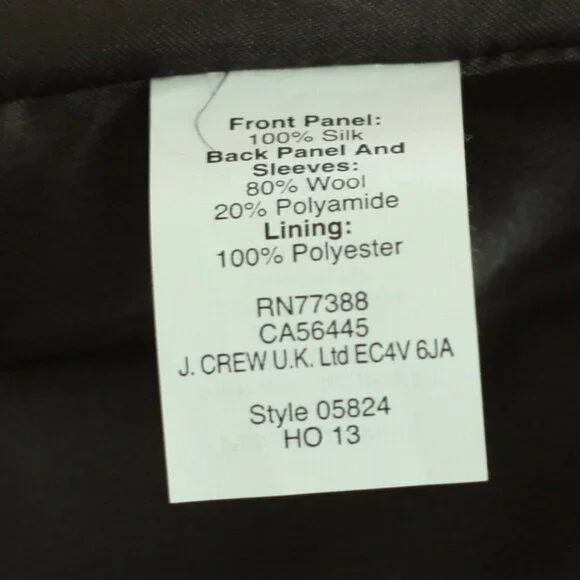 Front Panel:
100% Silk
Back Panel And
Sleeves:
80% Wool
20% Polyamide
Lining:
100% Polyester
RN77388
CA56445
J. CREW U.K. Ltd EC4V 6JA
Style 05824
HO 13